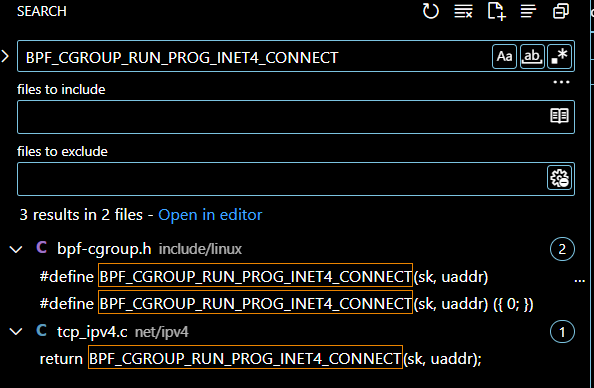 SEARCH
BPF_CGROUP_RUN_PROG_INET4_CONNECT Aa ab .*
files to include
files to exclude
3 results in 2 files - Open in editor
C bpf-cgroup.h include/linux 2
#define BPF_CGROUP_RUN_PROG_INET4_CONNECT(sk, uaddr) ...
#define BPF_CGROUP_RUN_PROG_INET4_CONNECT(sk, uaddr) ({ 0; })
C tcp_ipv4.c net/ipv4 1
return BPF_CGROUP_RUN_PROG_INET4_CONNECT(sk, uaddr);